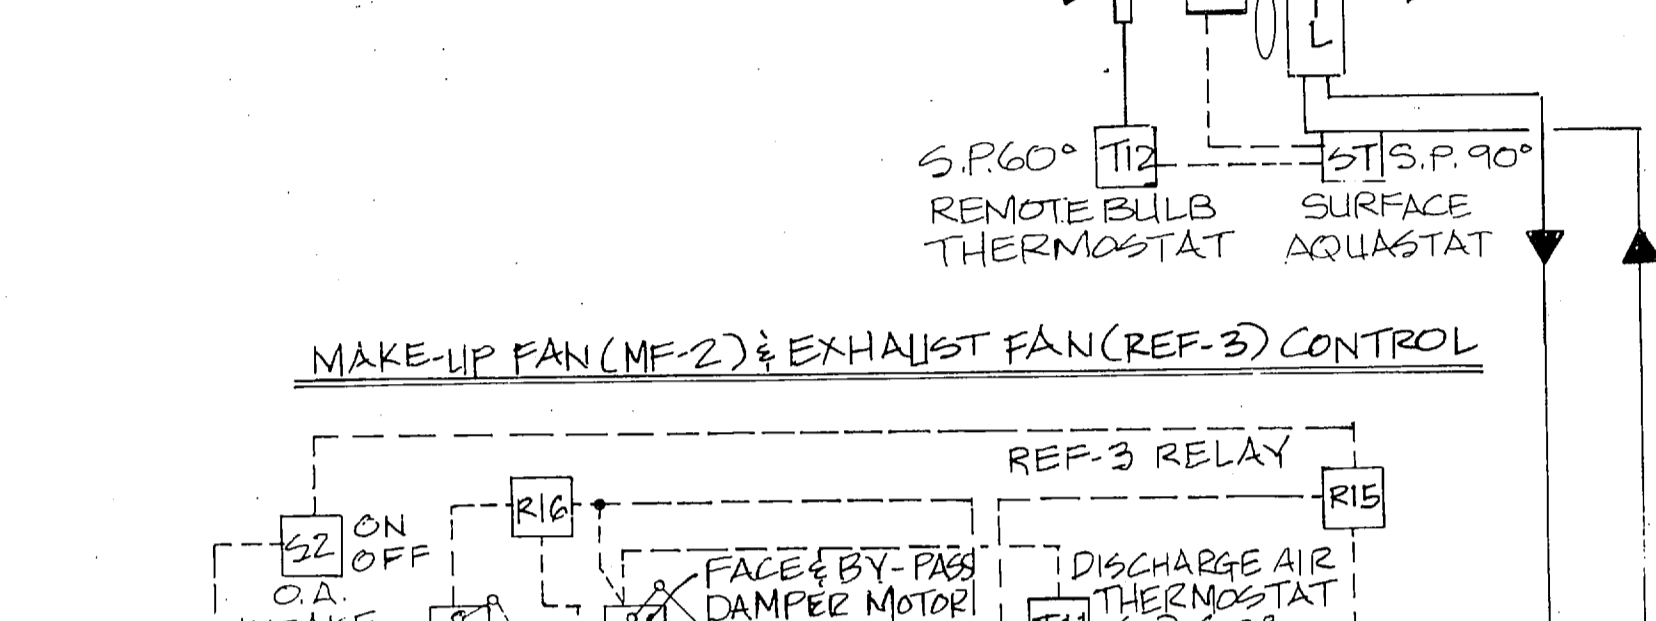 L
S.P.60° T12 ST S.P. 90°
REMOTE BULB
THERMOSTAT
SURFACE
AQUASTAT
MAKE-UP FAN (MF-2) & EXHAUST FAN (REF-3) CONTROL
REF-3 RELAY
R16
R15
S2
ON
OFF
O.A.
FACE & BY-PASS
DAMPER MOTOR
DISCHARGE AIR
THERMOSTAT